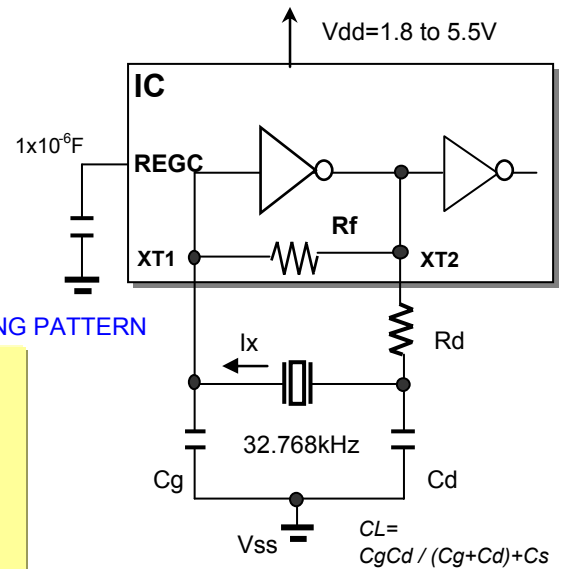 Vdd=1.8 to 5.5V
IC
1x10⁻⁶F
REGC
Rf
XT1
XT2
NG PATTERN
Ix
Rd
32.768kHz
Cg
Cd
Vss
CL=
CgCd / (Cg+Cd)+Cs